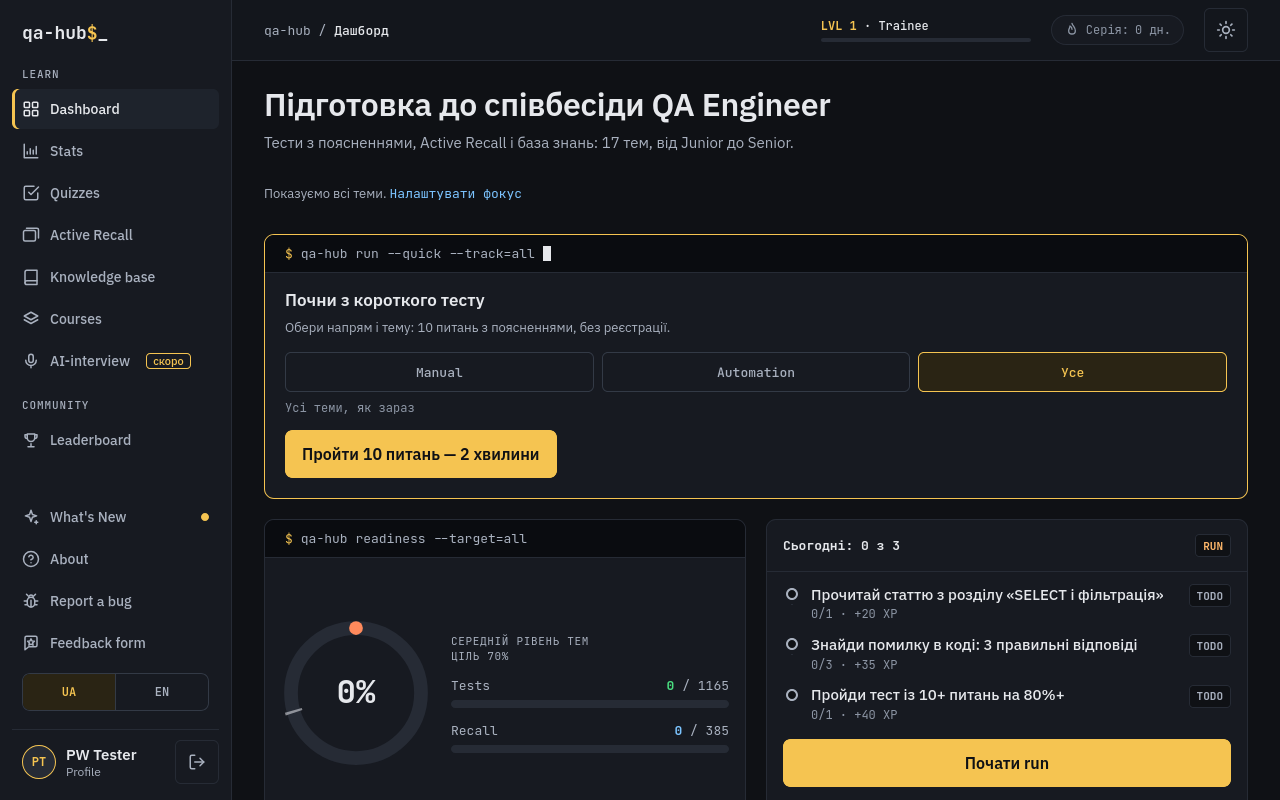 qa-hub$_
LEARN
Dashboard
Stats
Quizzes
Active Recall
Knowledge base
Courses
AI-interview скоро
COMMUNITY
Leaderboard
What's New
About
Report a bug
Feedback form
UA EN
PT PW Tester
Profile
qa-hub / Дашборд
LVL 1 · Trainee
Серія: 0 дн.
Підготовка до співбесіди QA Engineer
Тести з поясненнями, Active Recall і база знань: 17 тем, від Junior до Senior.
Показуємо всі теми. Налаштувати фокус
$ qa-hub run --quick --track=all
Почни з короткого тесту
Обери напрям і тему: 10 питань з поясненнями, без реєстрації.
Manual Automation Усе
Усі теми, як зараз
Пройти 10 питань — 2 хвилини
$ qa-hub readiness --target=all
0%
СЕРЕДНІЙ РІВЕНЬ ТЕМ
ЦІЛЬ 70%
Tests 0 / 1165
Recall 0 / 385
Сьогодні: 0 з 3 RUN
Прочитай статтю з розділу «SELECT і фільтрація» TODO
0/1 · +20 XP
Знайди помилку в коді: 3 правильні відповіді TODO
0/3 · +35 XP
Пройди тест із 10+ питань на 80%+ TODO
0/1 · +40 XP
Почати run